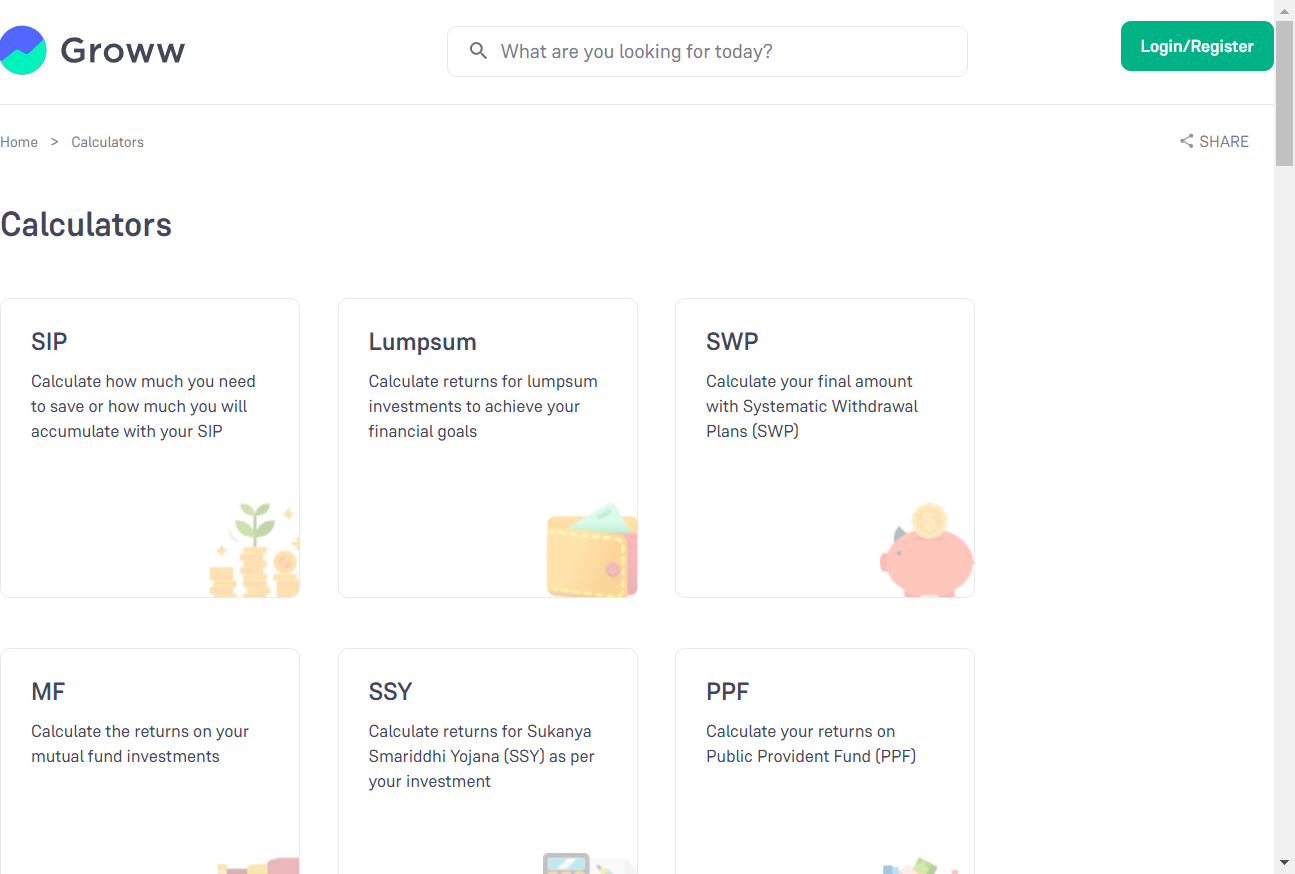 Groww
What are you looking for today?
Login/Register
Home > Calculators
SHARE
Calculators
SIP
Calculate how much you need
to save or how much you will
accumulate with your SIP
Lumpsum
Calculate returns for lumpsum
investments to achieve your
financial goals
SWP
Calculate your final amount
with Systematic Withdrawal
Plans (SWP)
MF
Calculate the returns on your
mutual fund investments
SSY
Calculate returns for Sukanya
Smariddhi Yojana (SSY) as per
your investment
PPF
Calculate your returns on
Public Provident Fund (PPF)